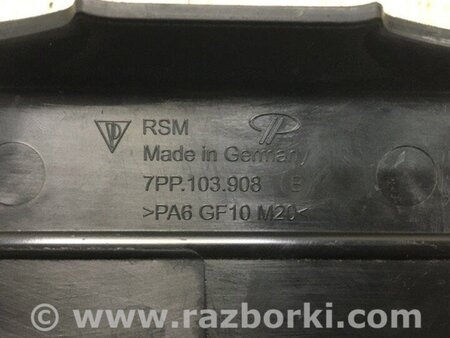 RSM
Made in Germany
7PP.103.908 B
>PA6 GF10 M20<
© www.razborki.com